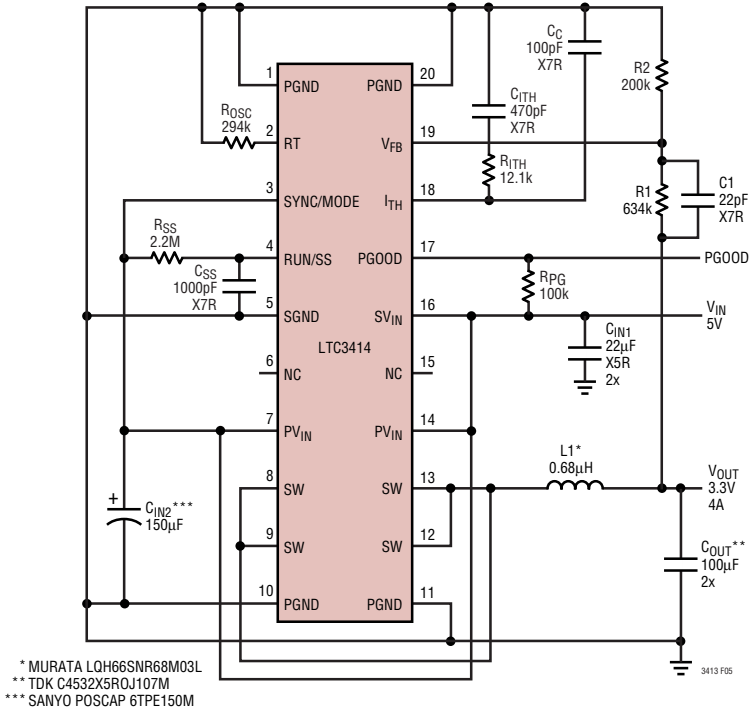 CC
100pF
X7R
R2
200k
1
PGND
PGND
20
ROSC
294k
2
RT
CITH
470pF
X7R
VFB
19
RITH
12.1k
3
SYNC/MODE
ITH
18
R1
634k
C1
22pF
X7R
RSS
2.2M
4
RUN/SS
PGOOD
17
PGOOD
CSS
1000pF
X7R
RPG
100k
5
SGND
SVIN
16
VIN
5V
LTC3414
CIN1
22µF
X5R
2x
6
NC
NC
15
7
PVIN
PVIN
14
L1*
0.68µH
8
SW
SW
13
VOUT
3.3V
4A
+
CIN2***
150µF
9
SW
SW
12
COUT**
100µF
2x
10
PGND
PGND
11
3413 F05
* MURATA LQH66SNR68M03L
** TDK C4532X5ROJ107M
*** SANYO POSCAP 6TPE150M